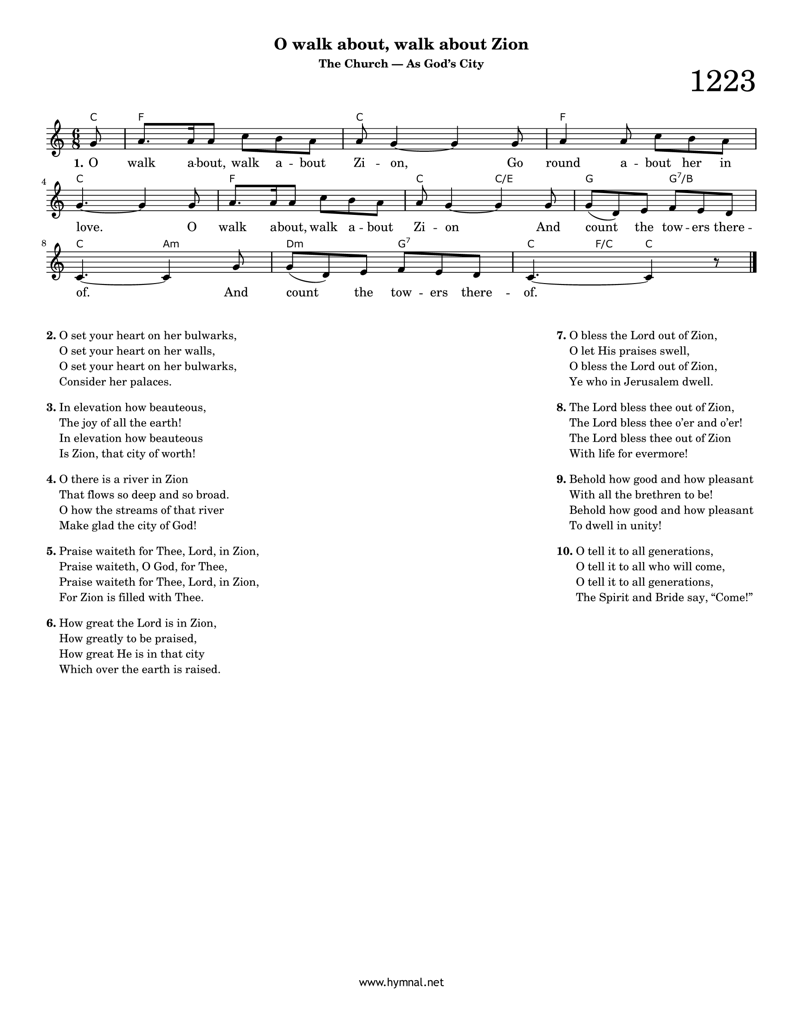 O walk about, walk about Zion
The Church — As God's City
1223
C F C F
6
8
1. O walk a-bout, walk a - bout Zi - on, Go round a - bout her in
4
C F C C/E G G7/B
love. O walk about, walk a - bout Zi - on And count the tow - ers there -
8
C Am Dm G7 C F/C C
of. And count the tow - ers there - of.
2. O set your heart on her bulwarks,
O set your heart on her walls,
O set your heart on her bulwarks,
Consider her palaces.
3. In elevation how beauteous,
The joy of all the earth!
In elevation how beauteous
Is Zion, that city of worth!
4. O there is a river in Zion
That flows so deep and so broad.
O how the streams of that river
Make glad the city of God!
5. Praise waiteth for Thee, Lord, in Zion,
Praise waiteth, O God, for Thee,
Praise waiteth for Thee, Lord, in Zion,
For Zion is filled with Thee.
6. How great the Lord is in Zion,
How greatly to be praised,
How great He is in that city
Which over the earth is raised.
7. O bless the Lord out of Zion,
O let His praises swell,
O bless the Lord out of Zion,
Ye who in Jerusalem dwell.
8. The Lord bless thee out of Zion,
The Lord bless thee o'er and o'er!
The Lord bless thee out of Zion
With life for evermore!
9. Behold how good and how pleasant
With all the brethren to be!
Behold how good and how pleasant
To dwell in unity!
10. O tell it to all generations,
O tell it to all who will come,
O tell it to all generations,
The Spirit and Bride say, “Come!”
www.hymnal.net